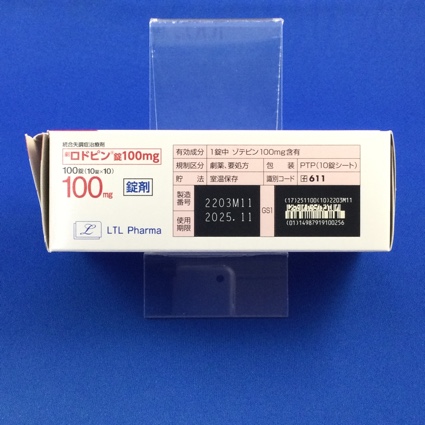 統合失調症治療剤
劇 ロドピン®錠100mg
100錠(10錠×10)
100mg 錠剤
LTL Pharma
有効成分 1錠中 ゾテピン100mg含有
規制区分 劇薬、要処方 包装 PTP(10錠シート)
貯法 室温保存 識別コード 611
製造番号 2203M11
使用期限 2025.11
GS1
(17)251100(10)2203M11
(01)14987919100256